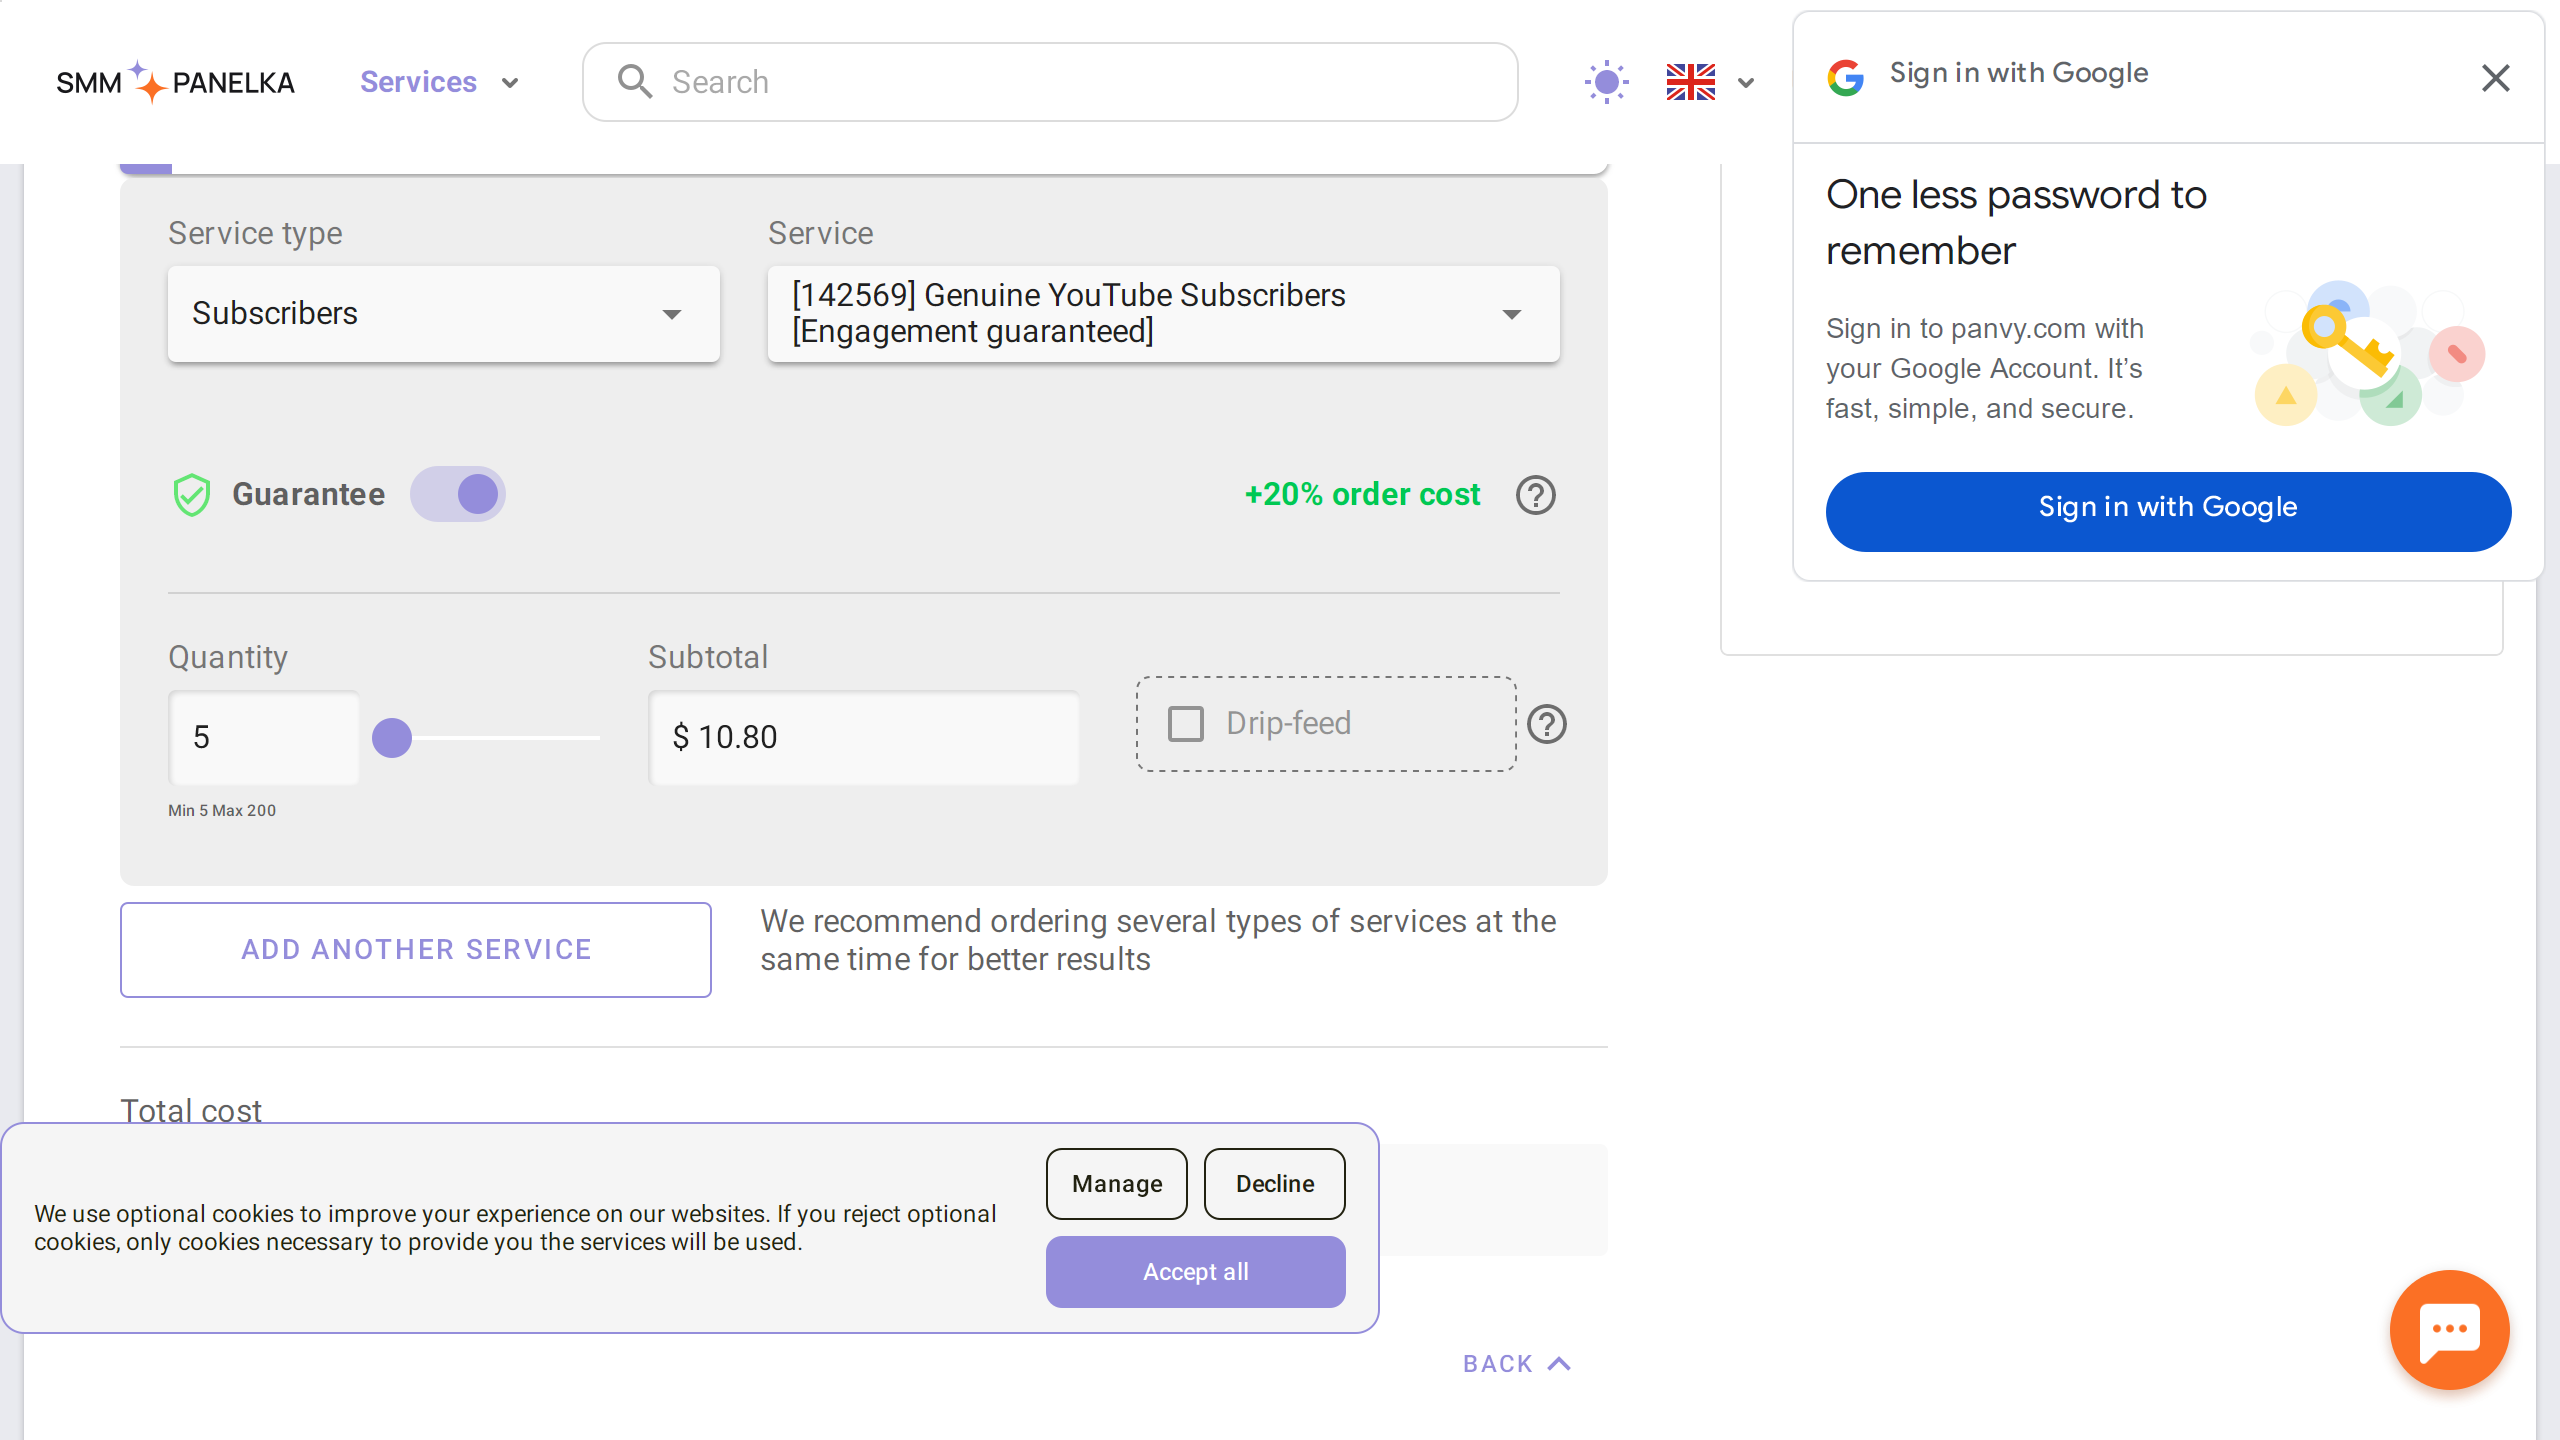 SMM PANELKA
Services
Search
Sign in with Google
One less password to
remember
Sign in to panvy.com with
your Google Account. It’s
fast, simple, and secure.
Sign in with Google
Service type
Service
Subscribers
[142569] Genuine YouTube Subscribers
[Engagement guaranteed]
Guarantee
+20% order cost
Quantity
Subtotal
5
$ 10.80
Drip-feed
Min 5 Max 200
ADD ANOTHER SERVICE
We recommend ordering several types of services at the
same time for better results
Total cost
We use optional cookies to improve your experience on our websites. If you reject optional
cookies, only cookies necessary to provide you the services will be used.
Manage
Decline
Accept all
BACK